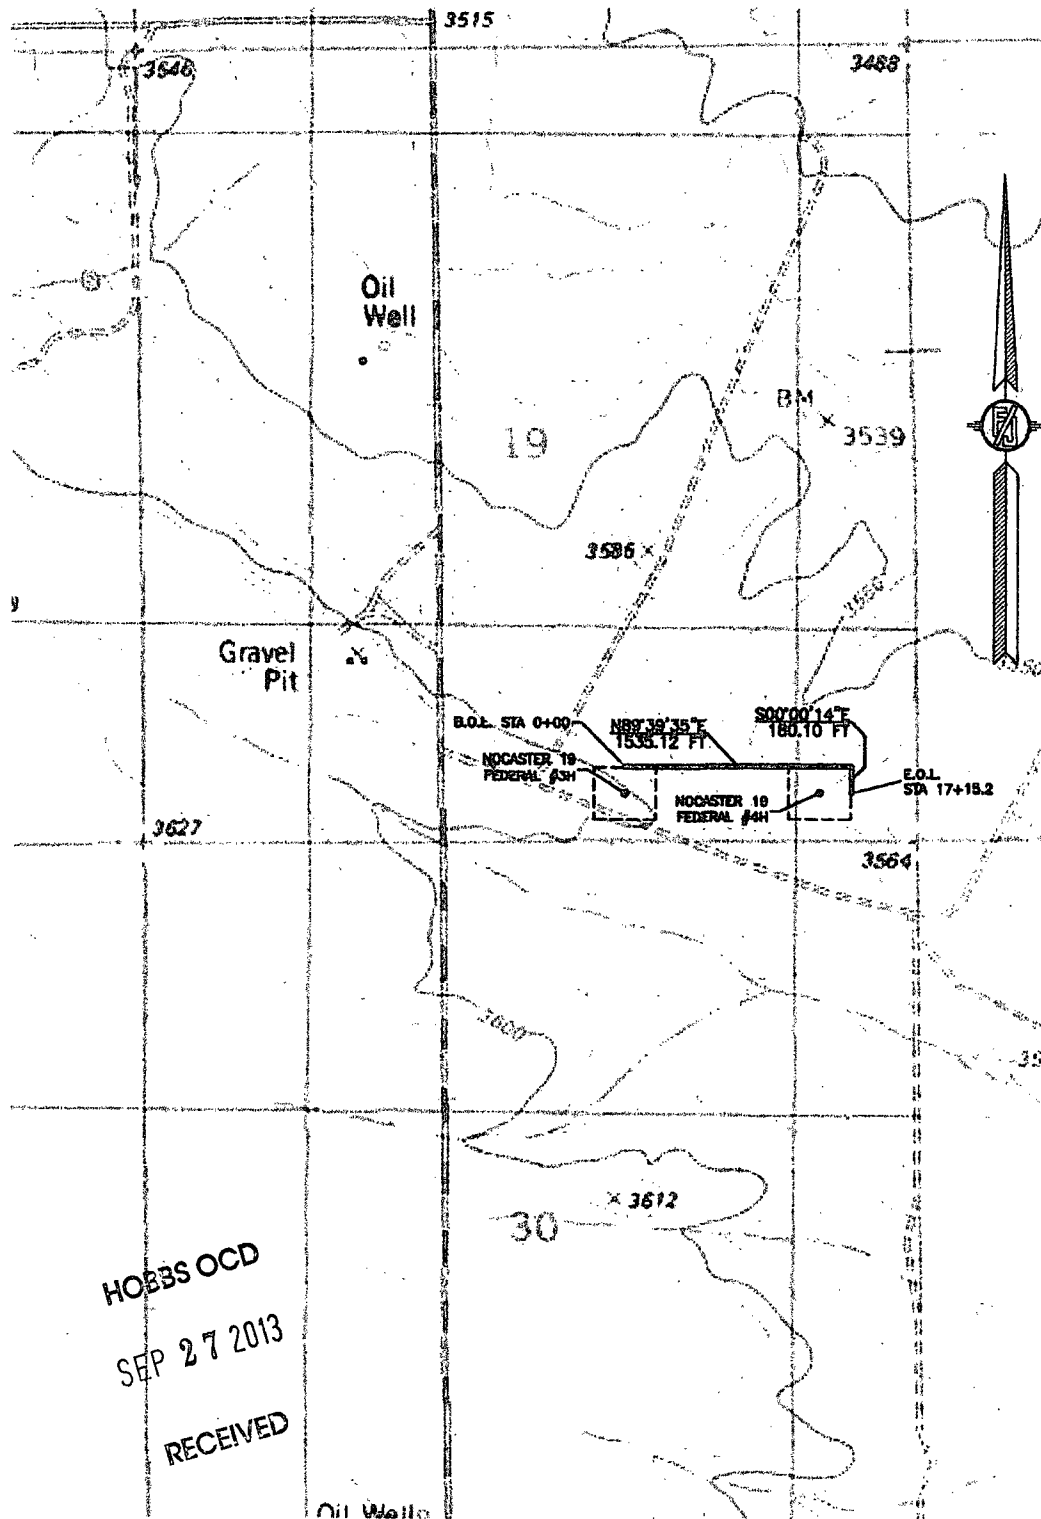 3515
3546
3488
Oil
Well
19
BM
3539
3586
Gravel
Pit
B.O.L. STA 0+00
N89°39'35"E
1535.12 FT
S00°00'14"E
180.10 FT
NOCASTER 19
FEDERAL #3H
NOCASTER 19
FEDERAL #4H
E.O.L.
STA 17+15.2
3627
3564
3600
3612
30
HOBBS OCD
SEP 27 2013
RECEIVED
Oil Wells